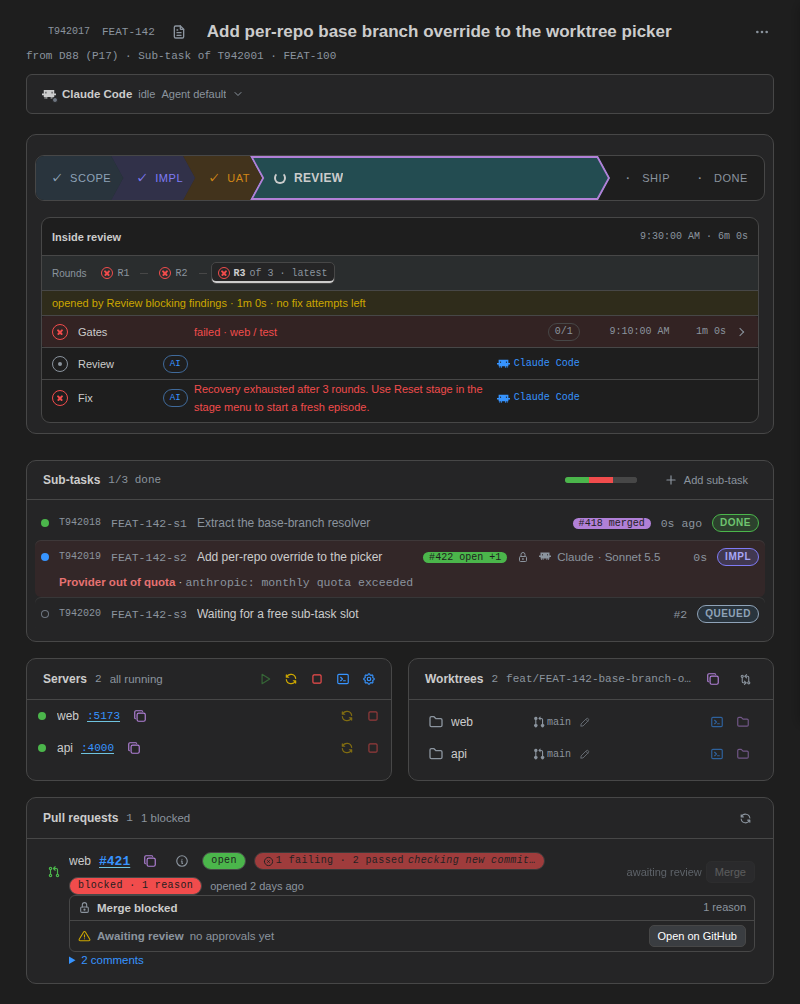 T942017 FEAT-142 Add per-repo base branch override to the worktree picker
from D88 (P17) · Sub-task of T942001 · FEAT-100
Claude Code idle Agent default
SCOPE IMPL UAT REVIEW SHIP DONE
Inside review 9:30:00 AM · 6m 0s
Rounds R1 R2 R3 of 3 · latest
opened by Review blocking findings · 1m 0s · no fix attempts left
Gates failed · web / test 0/1 9:10:00 AM 1m 0s
Review AI Claude Code
Fix AI Recovery exhausted after 3 rounds. Use Reset stage in the Claude Code
stage menu to start a fresh episode.
Sub-tasks 1/3 done Add sub-task
T942018 FEAT-142-s1 Extract the base-branch resolver #418 merged 0s ago DONE
T942019 FEAT-142-s2 Add per-repo override to the picker #422 open +1 Claude · Sonnet 5.5 0s IMPL
Provider out of quota · anthropic: monthly quota exceeded
T942020 FEAT-142-s3 Waiting for a free sub-task slot #2 QUEUED
Servers 2 all running
web :5173
api :4000
Worktrees 2 feat/FEAT-142-base-branch-o…
web main
api main
Pull requests 1 1 blocked
web #421 open 1 failing · 2 passed checking new commit…
blocked · 1 reason opened 2 days ago
awaiting review Merge
Merge blocked 1 reason
Awaiting review no approvals yet Open on GitHub
2 comments